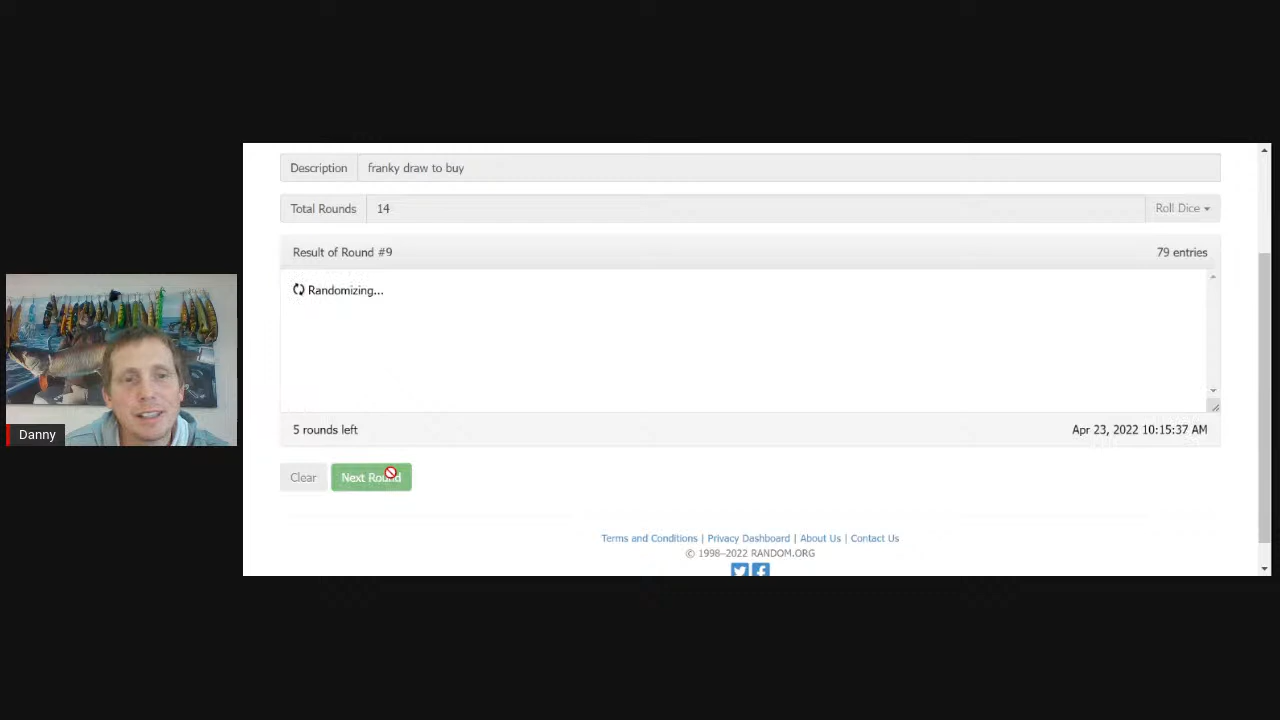 Description franky draw to buy
Total Rounds 14 Roll Dice
Result of Round #9 79 entries
Randomizing...
Danny
5 rounds left Apr 23, 2022 10:15:37 AM
Clear Next Round
Terms and Conditions | Privacy Dashboard | About Us | Contact Us
© 1998–2022 RANDOM.ORG